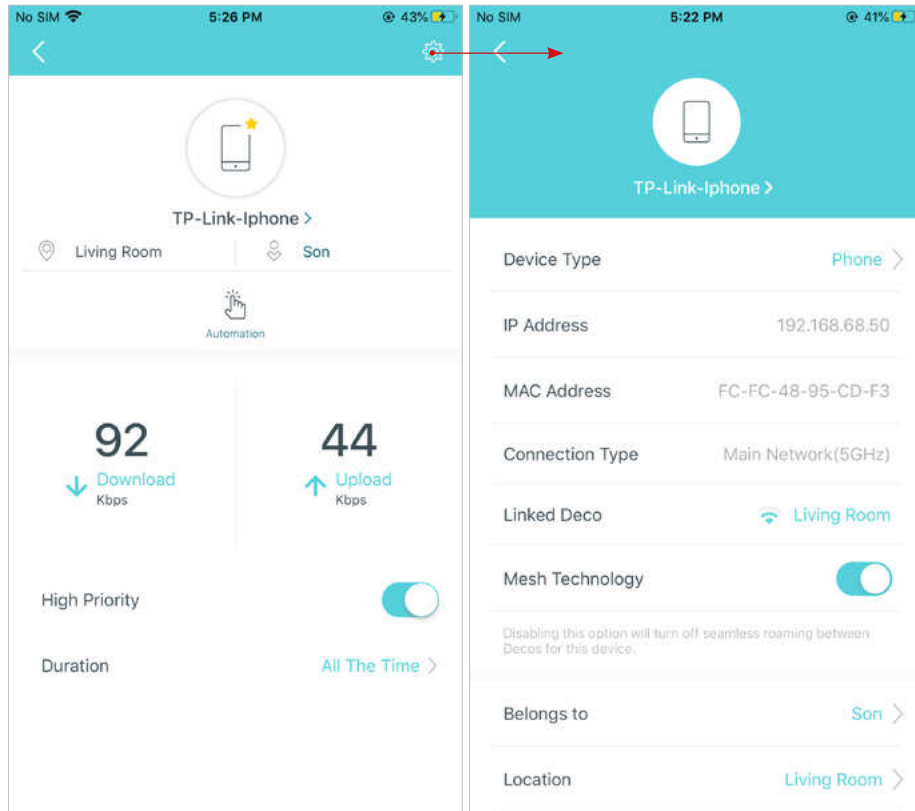 No SIM 5:26 PM 43%
TP-Link-Iphone >
Living Room Son
Automation
92 44
Download Upload
Kbps Kbps
High Priority
Duration All The Time >
No SIM 5:22 PM 41%
TP-Link-Iphone >
Device Type Phone >
IP Address 192.168.68.50
MAC Address FC-FC-48-95-CD-F3
Connection Type Main Network(5GHz)
Linked Deco Living Room
Mesh Technology
Disabling this option will turn off seamless roaming between
Decos for this device.
Belongs to Son >
Location Living Room >